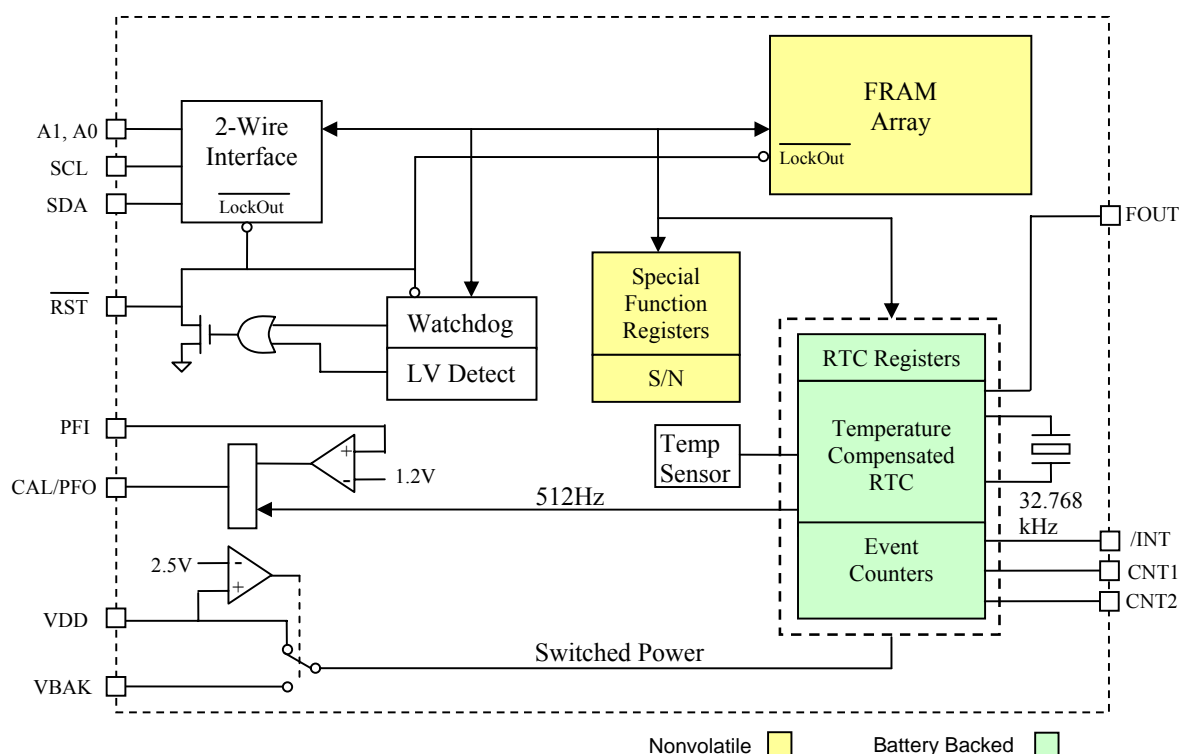 FRAM
Array
LockOut
A1, A0
SCL
SDA
2-Wire
Interface
LockOut
FOUT
RST
Watchdog
LV Detect
Special
Function
Registers
S/N
RTC Registers
Temperature
Compensated
RTC
Event
Counters
Temp
Sensor
32.768
kHz
PFI
CAL/PFO
+
-
1.2V
512Hz
/INT
CNT1
CNT2
2.5V
-
+
VDD
VBAK
Switched Power
Nonvolatile
Battery Backed